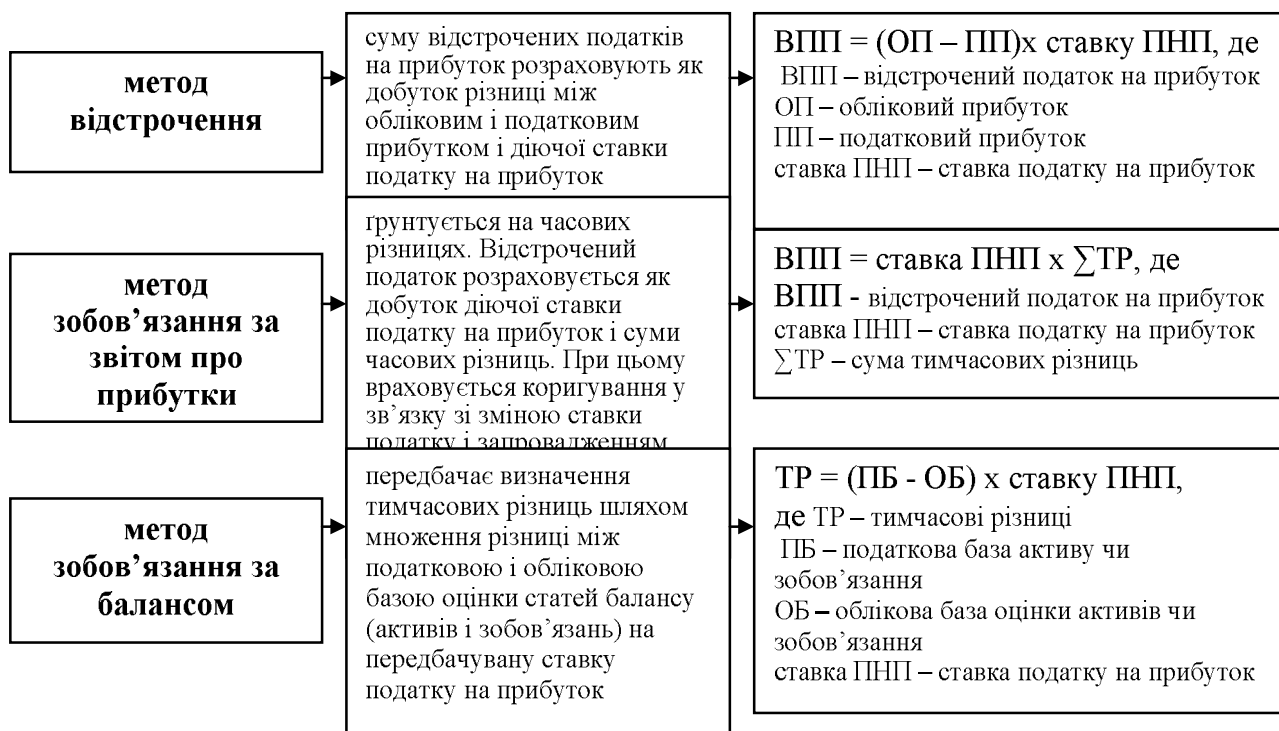 метод
відстрочення
суму відстрочених податків
на прибуток розраховують як
добуток різниці між
обліковим і податковим
прибутком і діючої ставки
податку на прибуток
ВПП = (ОП – ПП)х ставку ПНП, де
ВПП – відстрочений податок на прибуток
ОП – обліковий прибуток
ПП – податковий прибуток
ставка ПНП – ставка податку на прибуток
метод
зобов’язання за
звітом про
прибутки
ґрунтується на часових
різницях. Відстрочений
податок розраховується як
добуток діючої ставки
податку на прибуток і суми
часових різниць. При цьому
враховується коригування у
зв’язку зі зміною ставки
податку і запровадженням
ВПП = ставка ПНП х ∑ТР, де
ВПП - відстрочений податок на прибуток
ставка ПНП – ставка податку на прибуток
∑ТР – сума тимчасових різниць
метод
зобов’язання за
балансом
передбачає визначення
тимчасових різниць шляхом
множення різниці між
податковою і обліковою
базою оцінки статей балансу
(активів і зобов’язань) на
передбачувану ставку
податку на прибуток
ТР = (ПБ - ОБ) х ставку ПНП,
де ТР – тимчасові різниці
ПБ – податкова база активу чи
зобов’язання
ОБ – облікова база оцінки активів чи
зобов’язання
ставка ПНП – ставка податку на прибуток